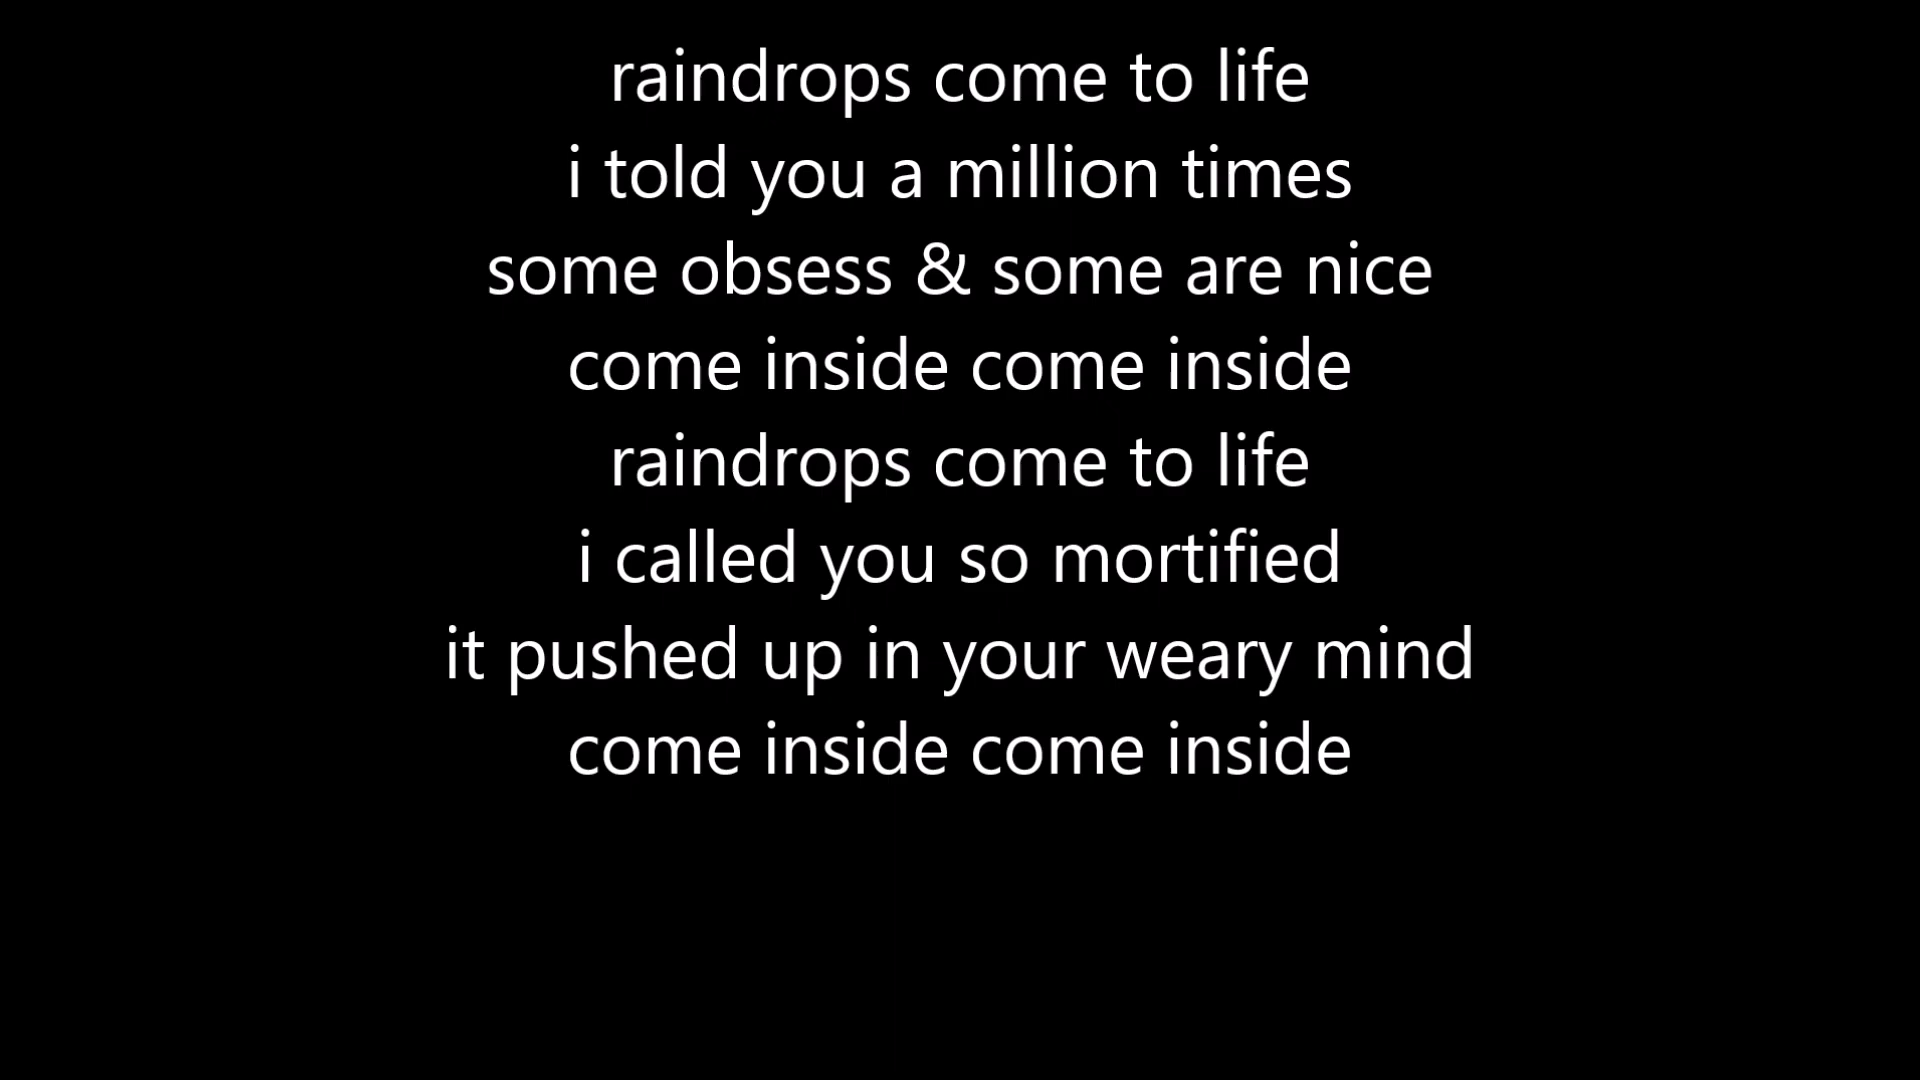 raindrops come to life
i told you a million times
some obsess & some are nice
come inside come inside
raindrops come to life
i called you so mortified
it pushed up in your weary mind
come inside come inside